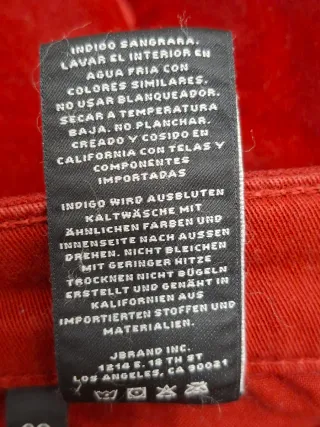 INDIGO SANGRARA.
LAVAR EL INTERIOR EN
AGUA FRIA CON
COLORES SIMILARES.
NO USAR BLANQUEADOR.
SECAR A TEMPERATURA
BAJA. NO PLANCHAR.
CREADO Y COSIDO EN
CALIFORNIA CON TELAS Y
COMPONENTES
IMPORTADAS
INDIGO WIRD AUSBLUTEN
KALTWÄSCHE MIT
ÄHNLICHEN FARBEN UND
INNENSEITE NACH AUSSEN
DREHEN. NICHT BLEICHEN
MIT GERINGER HITZE
TROCKNEN NICHT BÜGELN
ERSTELLT UND GENÄHT IN
KALIFORNIEN AUS
IMPORTIERTEN STOFFEN UND
MATERIALIEN.
JBRAND INC.
1214 E. 18 TH ST
LOS ANGELES, CA 90021